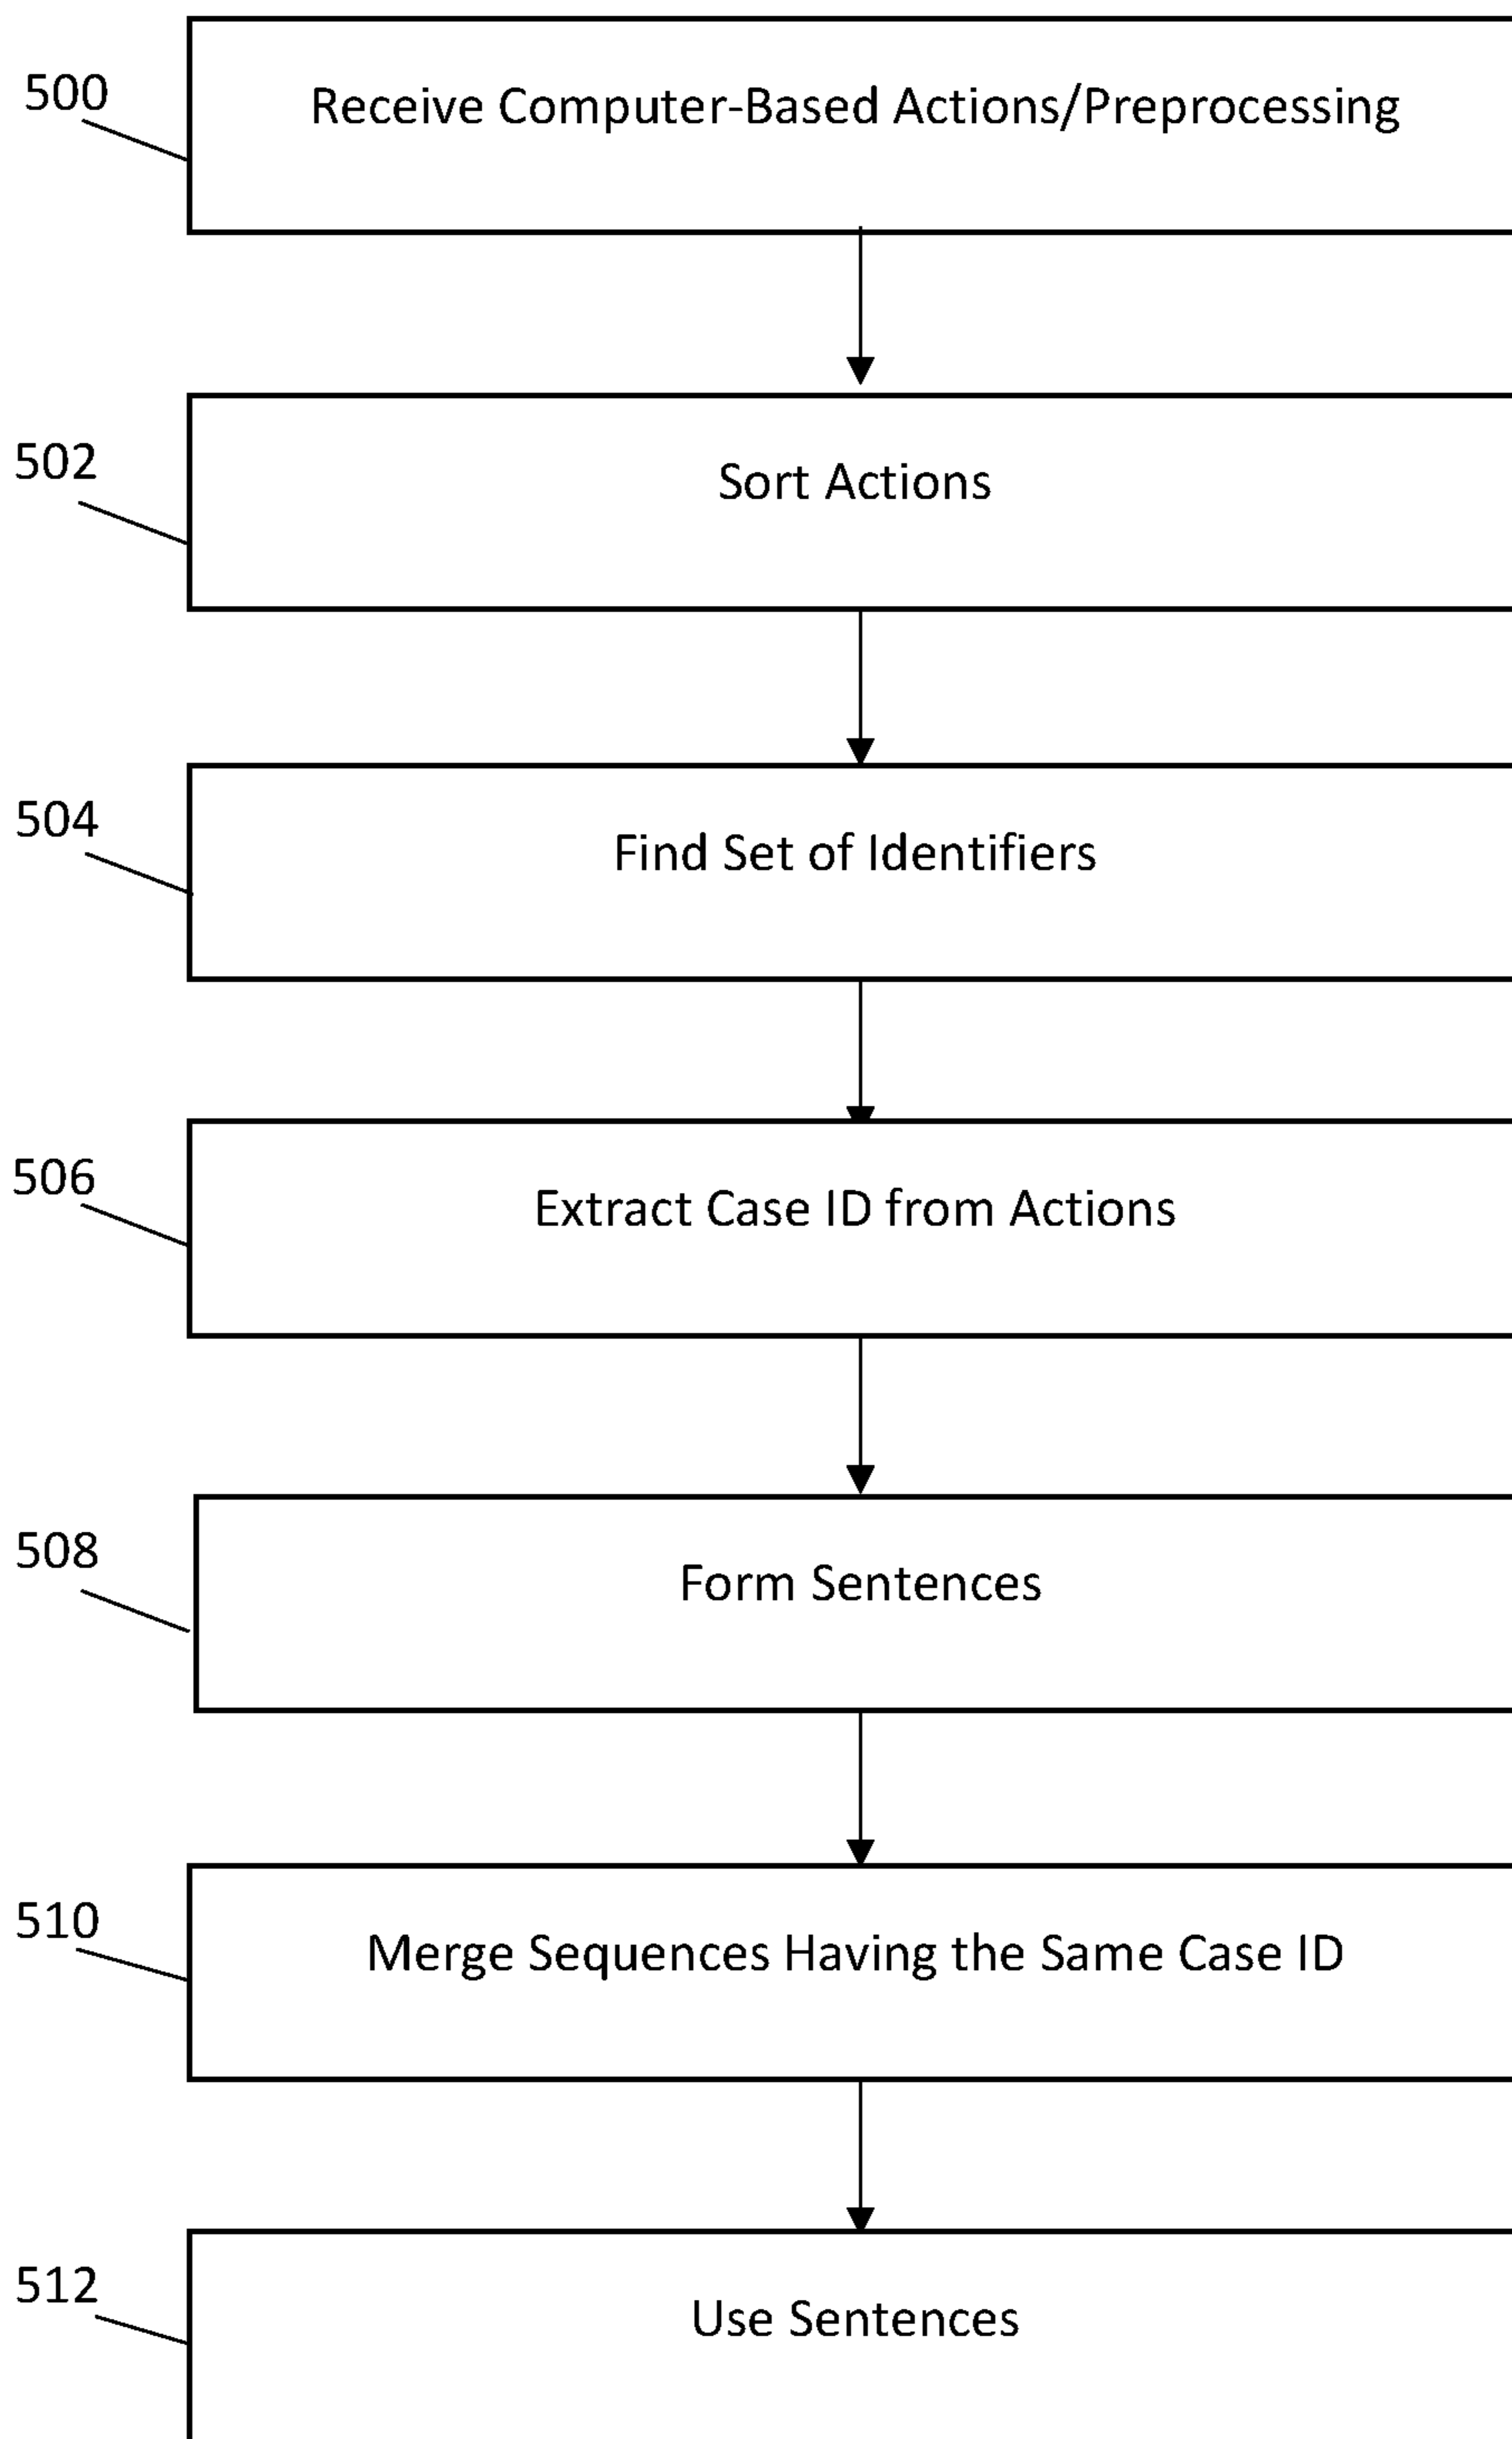 500
Receive Computer-Based Actions/Preprocessing
502
Sort Actions
504
Find Set of Identifiers
506
Extract Case ID from Actions
508
Form Sentences
510
Merge Sequences Having the Same Case ID
512
Use Sentences